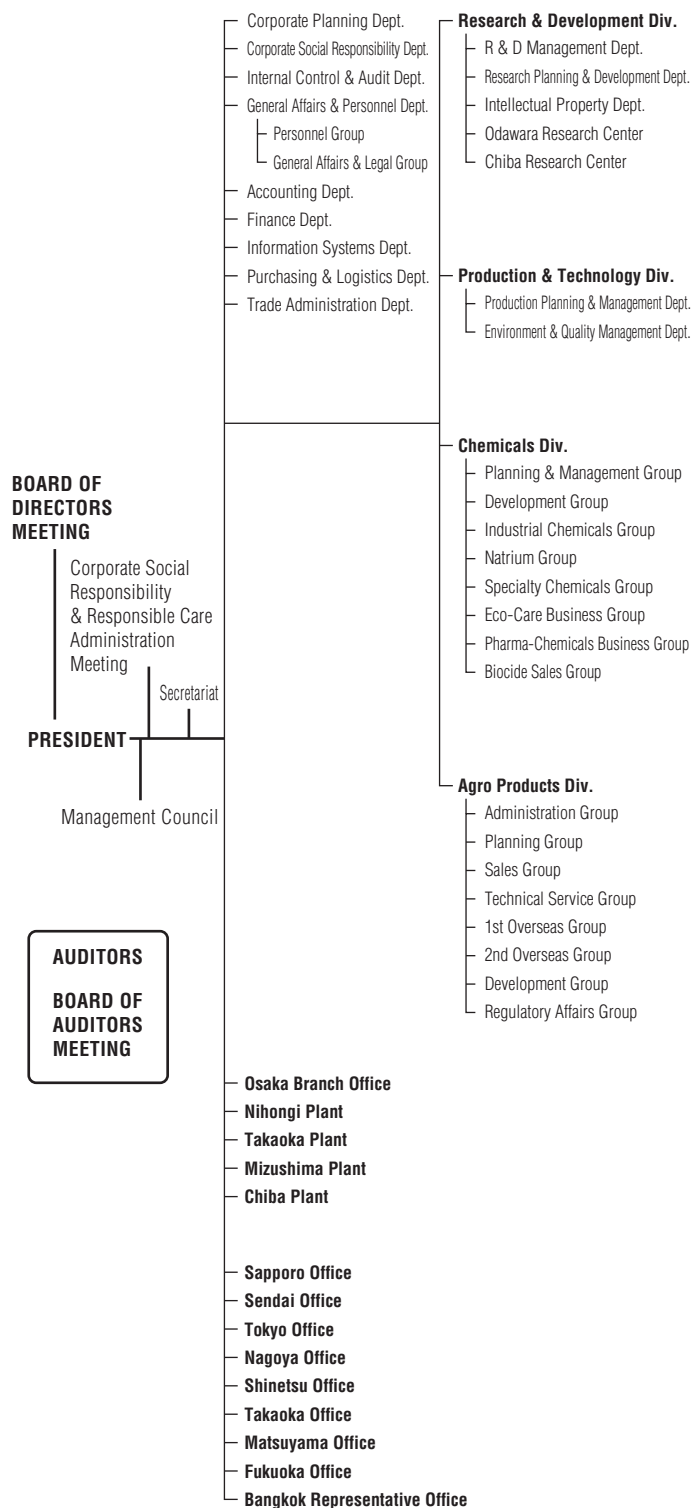 Corporate Planning Dept.
Corporate Social Responsibility Dept.
Internal Control & Audit Dept.
General Affairs & Personnel Dept.
Personnel Group
General Affairs & Legal Group
Accounting Dept.
Finance Dept.
Information Systems Dept.
Purchasing & Logistics Dept.
Trade Administration Dept.
Research & Development Div.
R & D Management Dept.
Research Planning & Development Dept.
Intellectual Property Dept.
Odawara Research Center
Chiba Research Center
Production & Technology Div.
Production Planning & Management Dept.
Environment & Quality Management Dept.
Chemicals Div.
Planning & Management Group
Development Group
Industrial Chemicals Group
Natrium Group
Specialty Chemicals Group
Eco-Care Business Group
Pharma-Chemicals Business Group
Biocide Sales Group
Agro Products Div.
Administration Group
Planning Group
Sales Group
Technical Service Group
1st Overseas Group
2nd Overseas Group
Development Group
Regulatory Affairs Group
BOARD OF
DIRECTORS
MEETING
Corporate Social
Responsibility
& Responsible Care
Administration
Meeting
Secretariat
PRESIDENT
Management Council
AUDITORS
BOARD OF
AUDITORS
MEETING
Osaka Branch Office
Nihongi Plant
Takaoka Plant
Mizushima Plant
Chiba Plant
Sapporo Office
Sendai Office
Tokyo Office
Nagoya Office
Shinetsu Office
Takaoka Office
Matsuyama Office
Fukuoka Office
Bangkok Representative Office